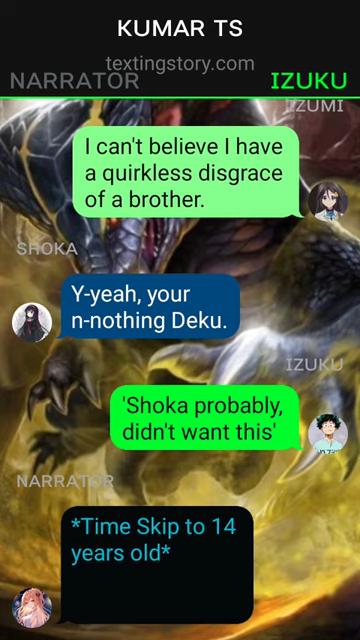 KUMAR TS
textingstory.com
NARRATOR IZUKU
IZUMI
I can't believe I have
a quirkless disgrace
of a brother.
SHOKA
Y-yeah, your
n-nothing Deku.
IZUKU
'Shoka probably,
didn't want this'
NARRATOR
*Time Skip to 14
years old*